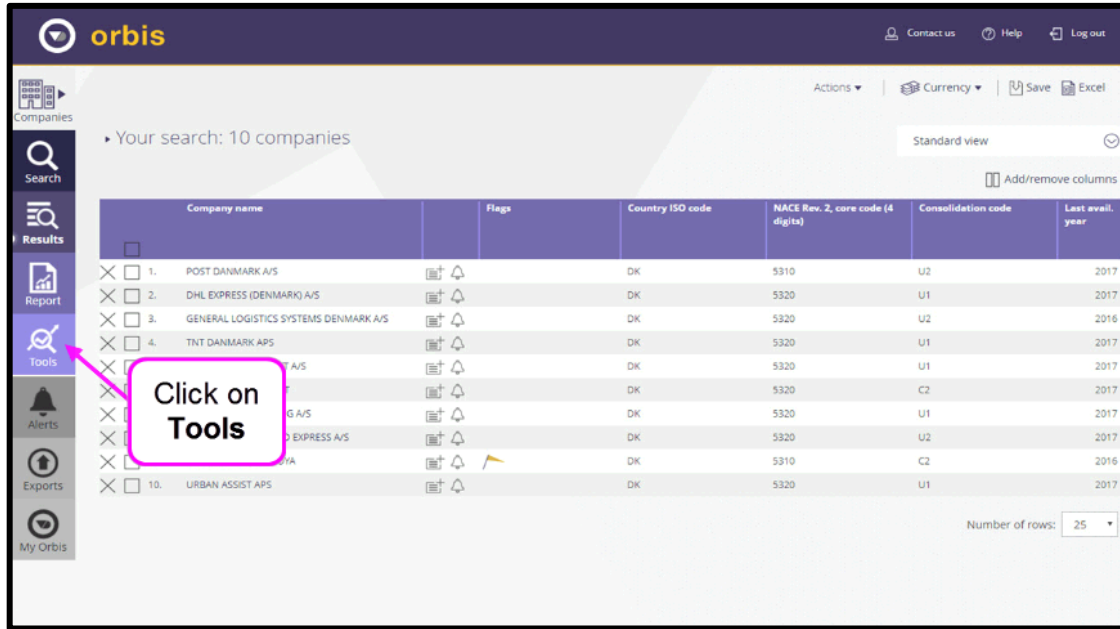 orbis
Contact us Help Log out
Actions Currency Save Excel
Companies
Your search: 10 companies
Standard view
Search
Add/remove columns
Company name Flags Country ISO code NACE Rev. 2, core code (4 digits) Consolidation code Last avail. year
Results
1. POST DANMARK A/S DK 5310 U2 2017
2. DHL EXPRESS (DENMARK) A/S DK 5320 U1 2017
Report
3. GENERAL LOGISTICS SYSTEMS DENMARK A/S DK 5320 U2 2016
4. TNT DANMARK APS DK 5320 U1 2017
Tools
T A/S DK 5320 U1 2017
DK 5320 C2 2017
Click on
Tools
G A/S DK 5320 U1 2017
Alerts
EXPRESS A/S DK 5320 U2 2017
DK 5310 C2 2016
10. URBAN ASSIST APS DK 5320 U1 2017
Exports
Number of rows: 25
My Orbis